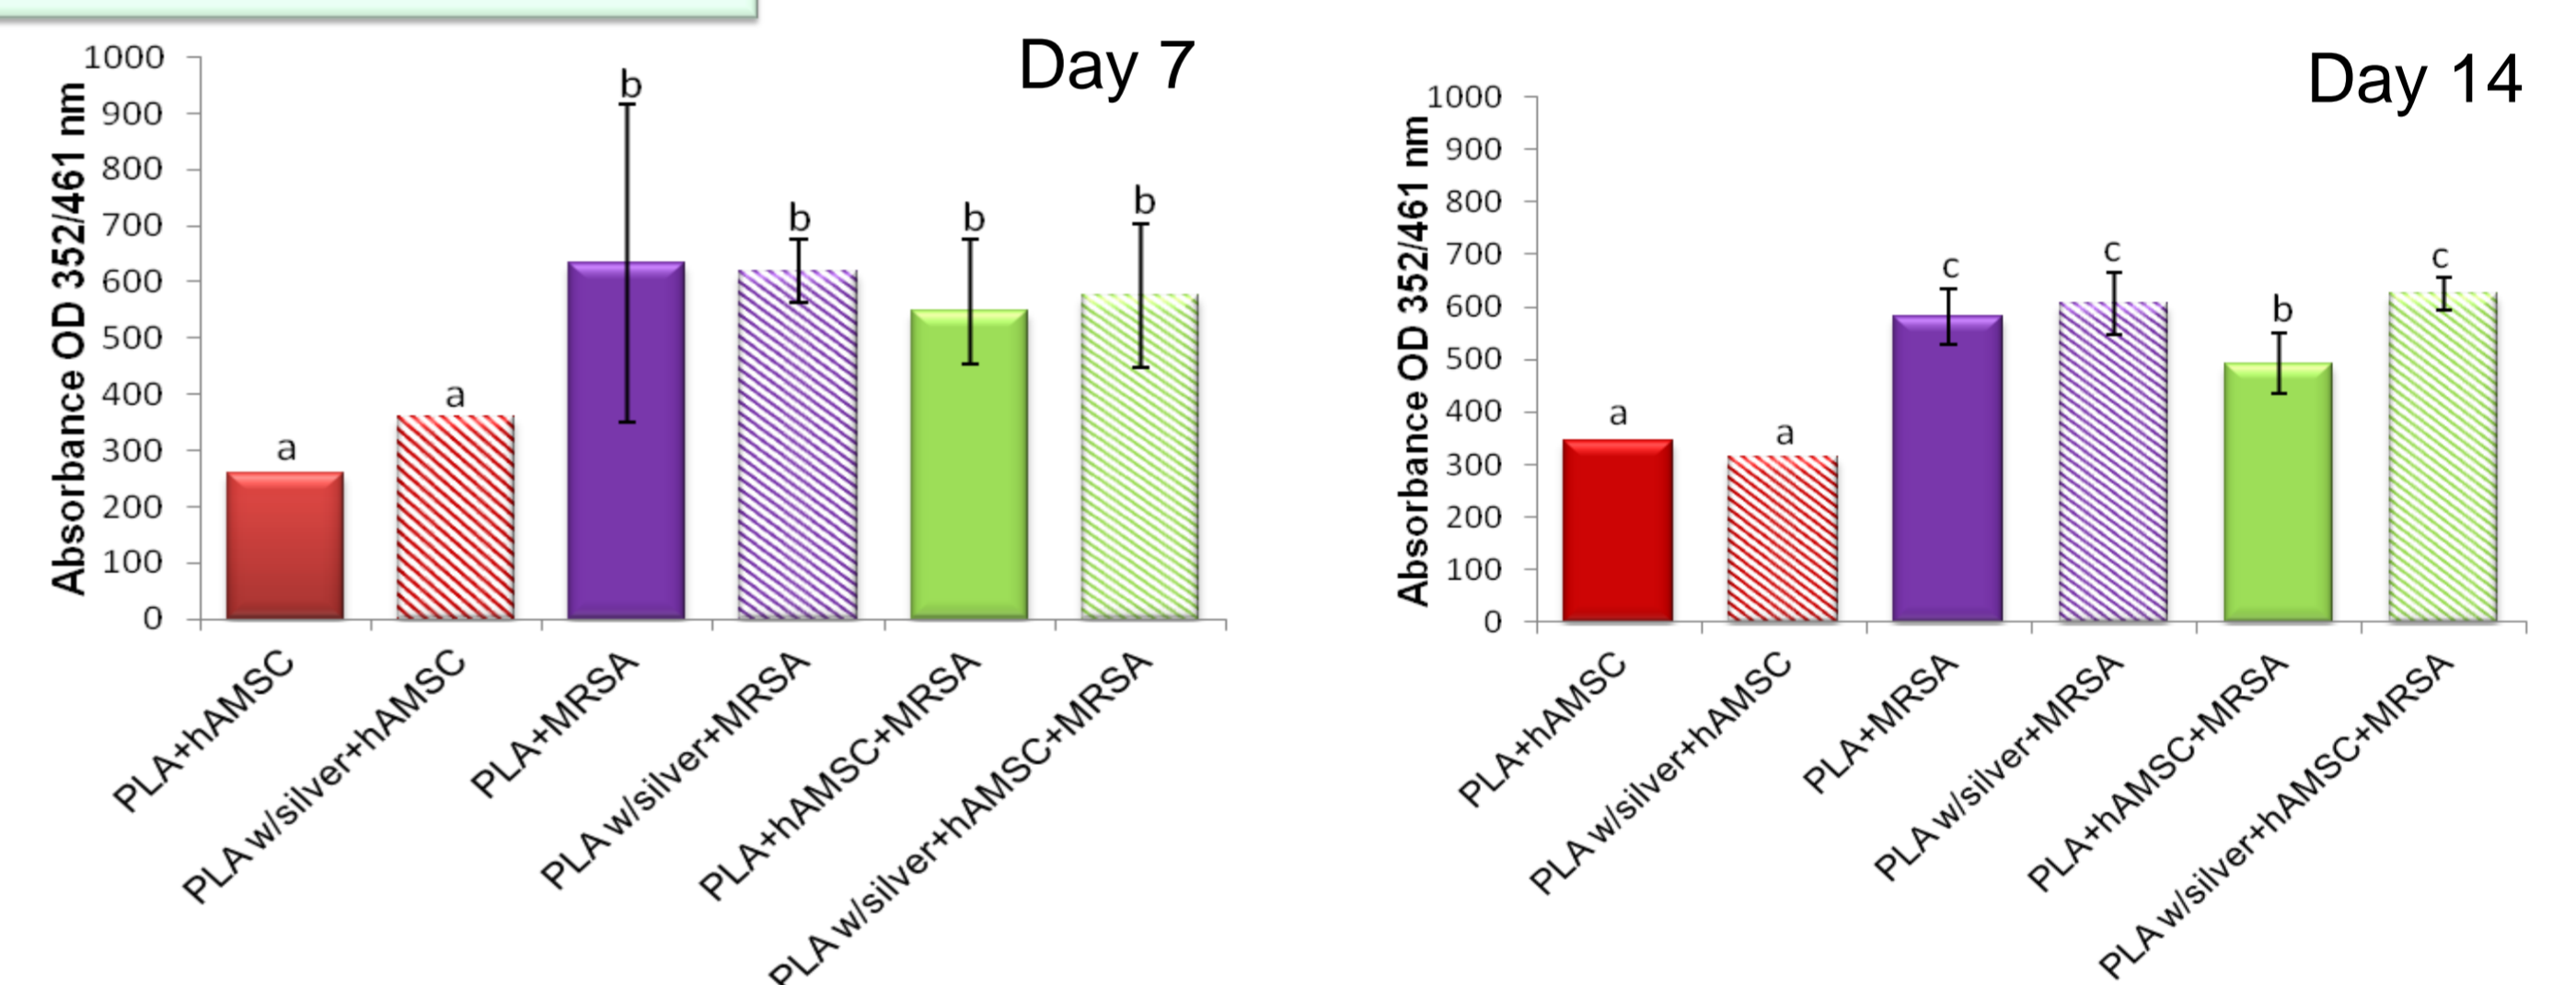 Day 7
Absorbance OD 352/461 nm
1000
900
800
700
600
500
400
300
200
100
0
a
a
b
b
b
b
PLA+hAMSC
PLA w/silver+hAMSC
PLA+MRSA
PLA w/silver+MRSA
PLA+hAMSC+MRSA
PLA w/silver+hAMSC+MRSA
Day 14
Absorbance OD 352/461 nm
1000
900
800
700
600
500
400
300
200
100
0
a
a
c
c
b
c
PLA+hAMSC
PLA w/silver+hAMSC
PLA+MRSA
PLA w/silver+MRSA
PLA+hAMSC+MRSA
PLA w/silver+hAMSC+MRSA